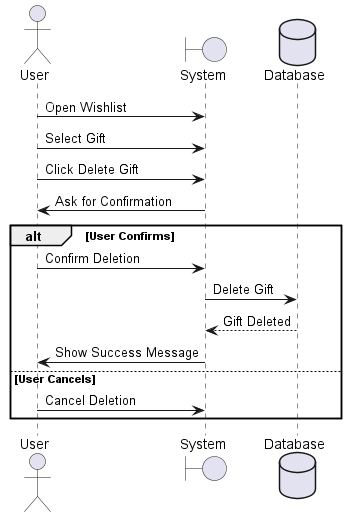 User System Database
Open Wishlist
Select Gift
Click Delete Gift
Ask for Confirmation
alt [User Confirms]
Confirm Deletion
Delete Gift
Gift Deleted
Show Success Message
[User Cancels]
Cancel Deletion
User System Database